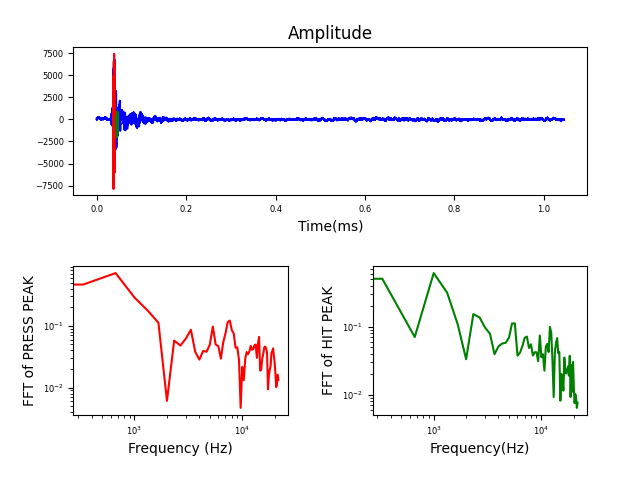 Amplitude
7500
5000
2500
0
−2500
−5000
−7500
0.0 0.2 0.4 0.6 0.8 1.0
Time(ms)
FFT of PRESS PEAK
10⁻¹
10⁻²
10³ 10⁴
Frequency (Hz)
FFT of HIT PEAK
10⁻¹
10⁻²
10³ 10⁴
Frequency(Hz)